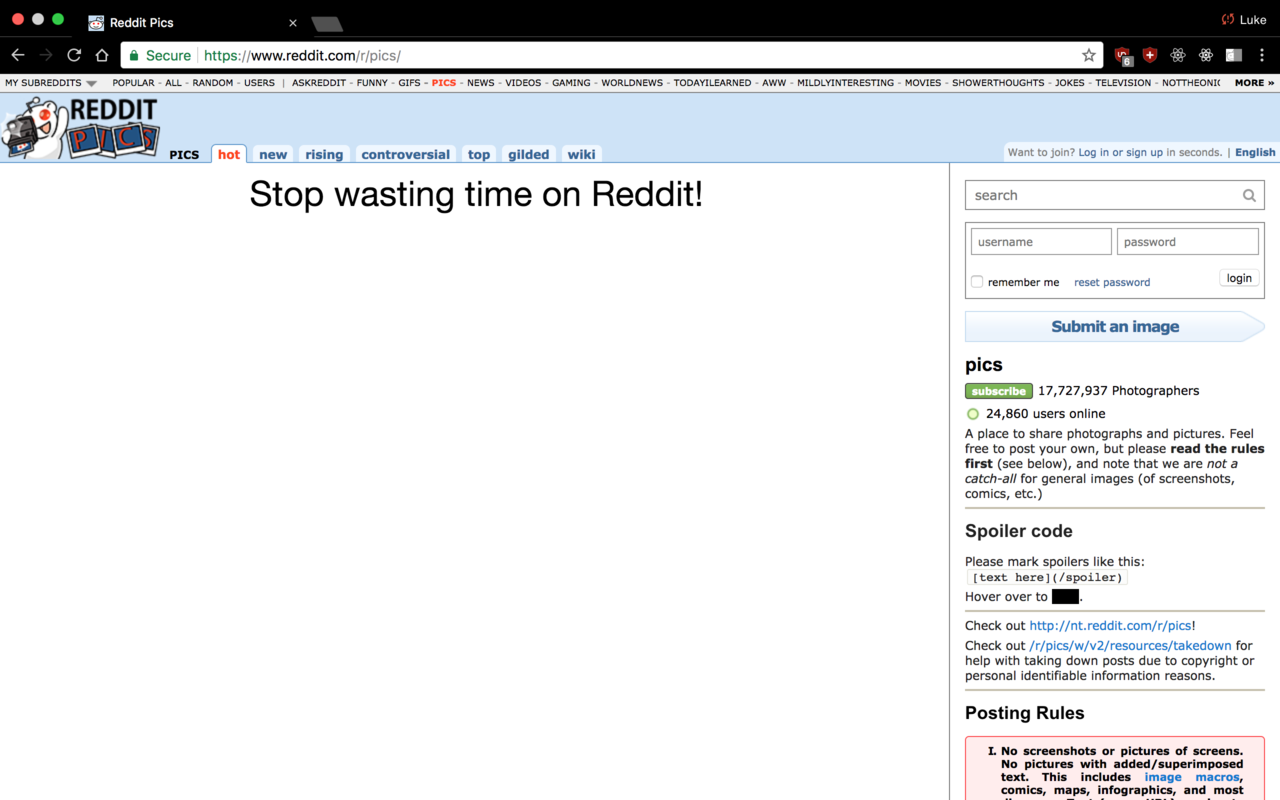 Reddit Pics
Luke
Secure https://www.reddit.com/r/pics/
6
MY SUBREDDITS POPULAR - ALL - RANDOM - USERS | ASKREDDIT - FUNNY - GIFS - PICS - NEWS - VIDEOS - GAMING - WORLDNEWS - TODAYILEARNED - AWW - MILDLYINTERESTING - MOVIES - SHOWERTHOUGHTS - JOKES - TELEVISION - NOTTHEONIO MORE »
REDDIT
PICS
PICS hot new rising controversial top gilded wiki
Want to join? Log in or sign up in seconds. | English
Stop wasting time on Reddit!
search
username password
remember me reset password login
Submit an image
pics
subscribe 17,727,937 Photographers
24,860 users online
A place to share photographs and pictures. Feel
free to post your own, but please read the rules
first (see below), and note that we are not a
catch-all for general images (of screenshots,
comics, etc.)
Spoiler code
Please mark spoilers like this:
[text here](/spoiler)
Hover over to .
Check out http://nt.reddit.com/r/pics!
Check out /r/pics/w/v2/resources/takedown for
help with taking down posts due to copyright or
personal identifiable information reasons.
Posting Rules
I. No screenshots or pictures of screens.
No pictures with added/superimposed
text. This includes image macros,
comics, maps, infographics, and most